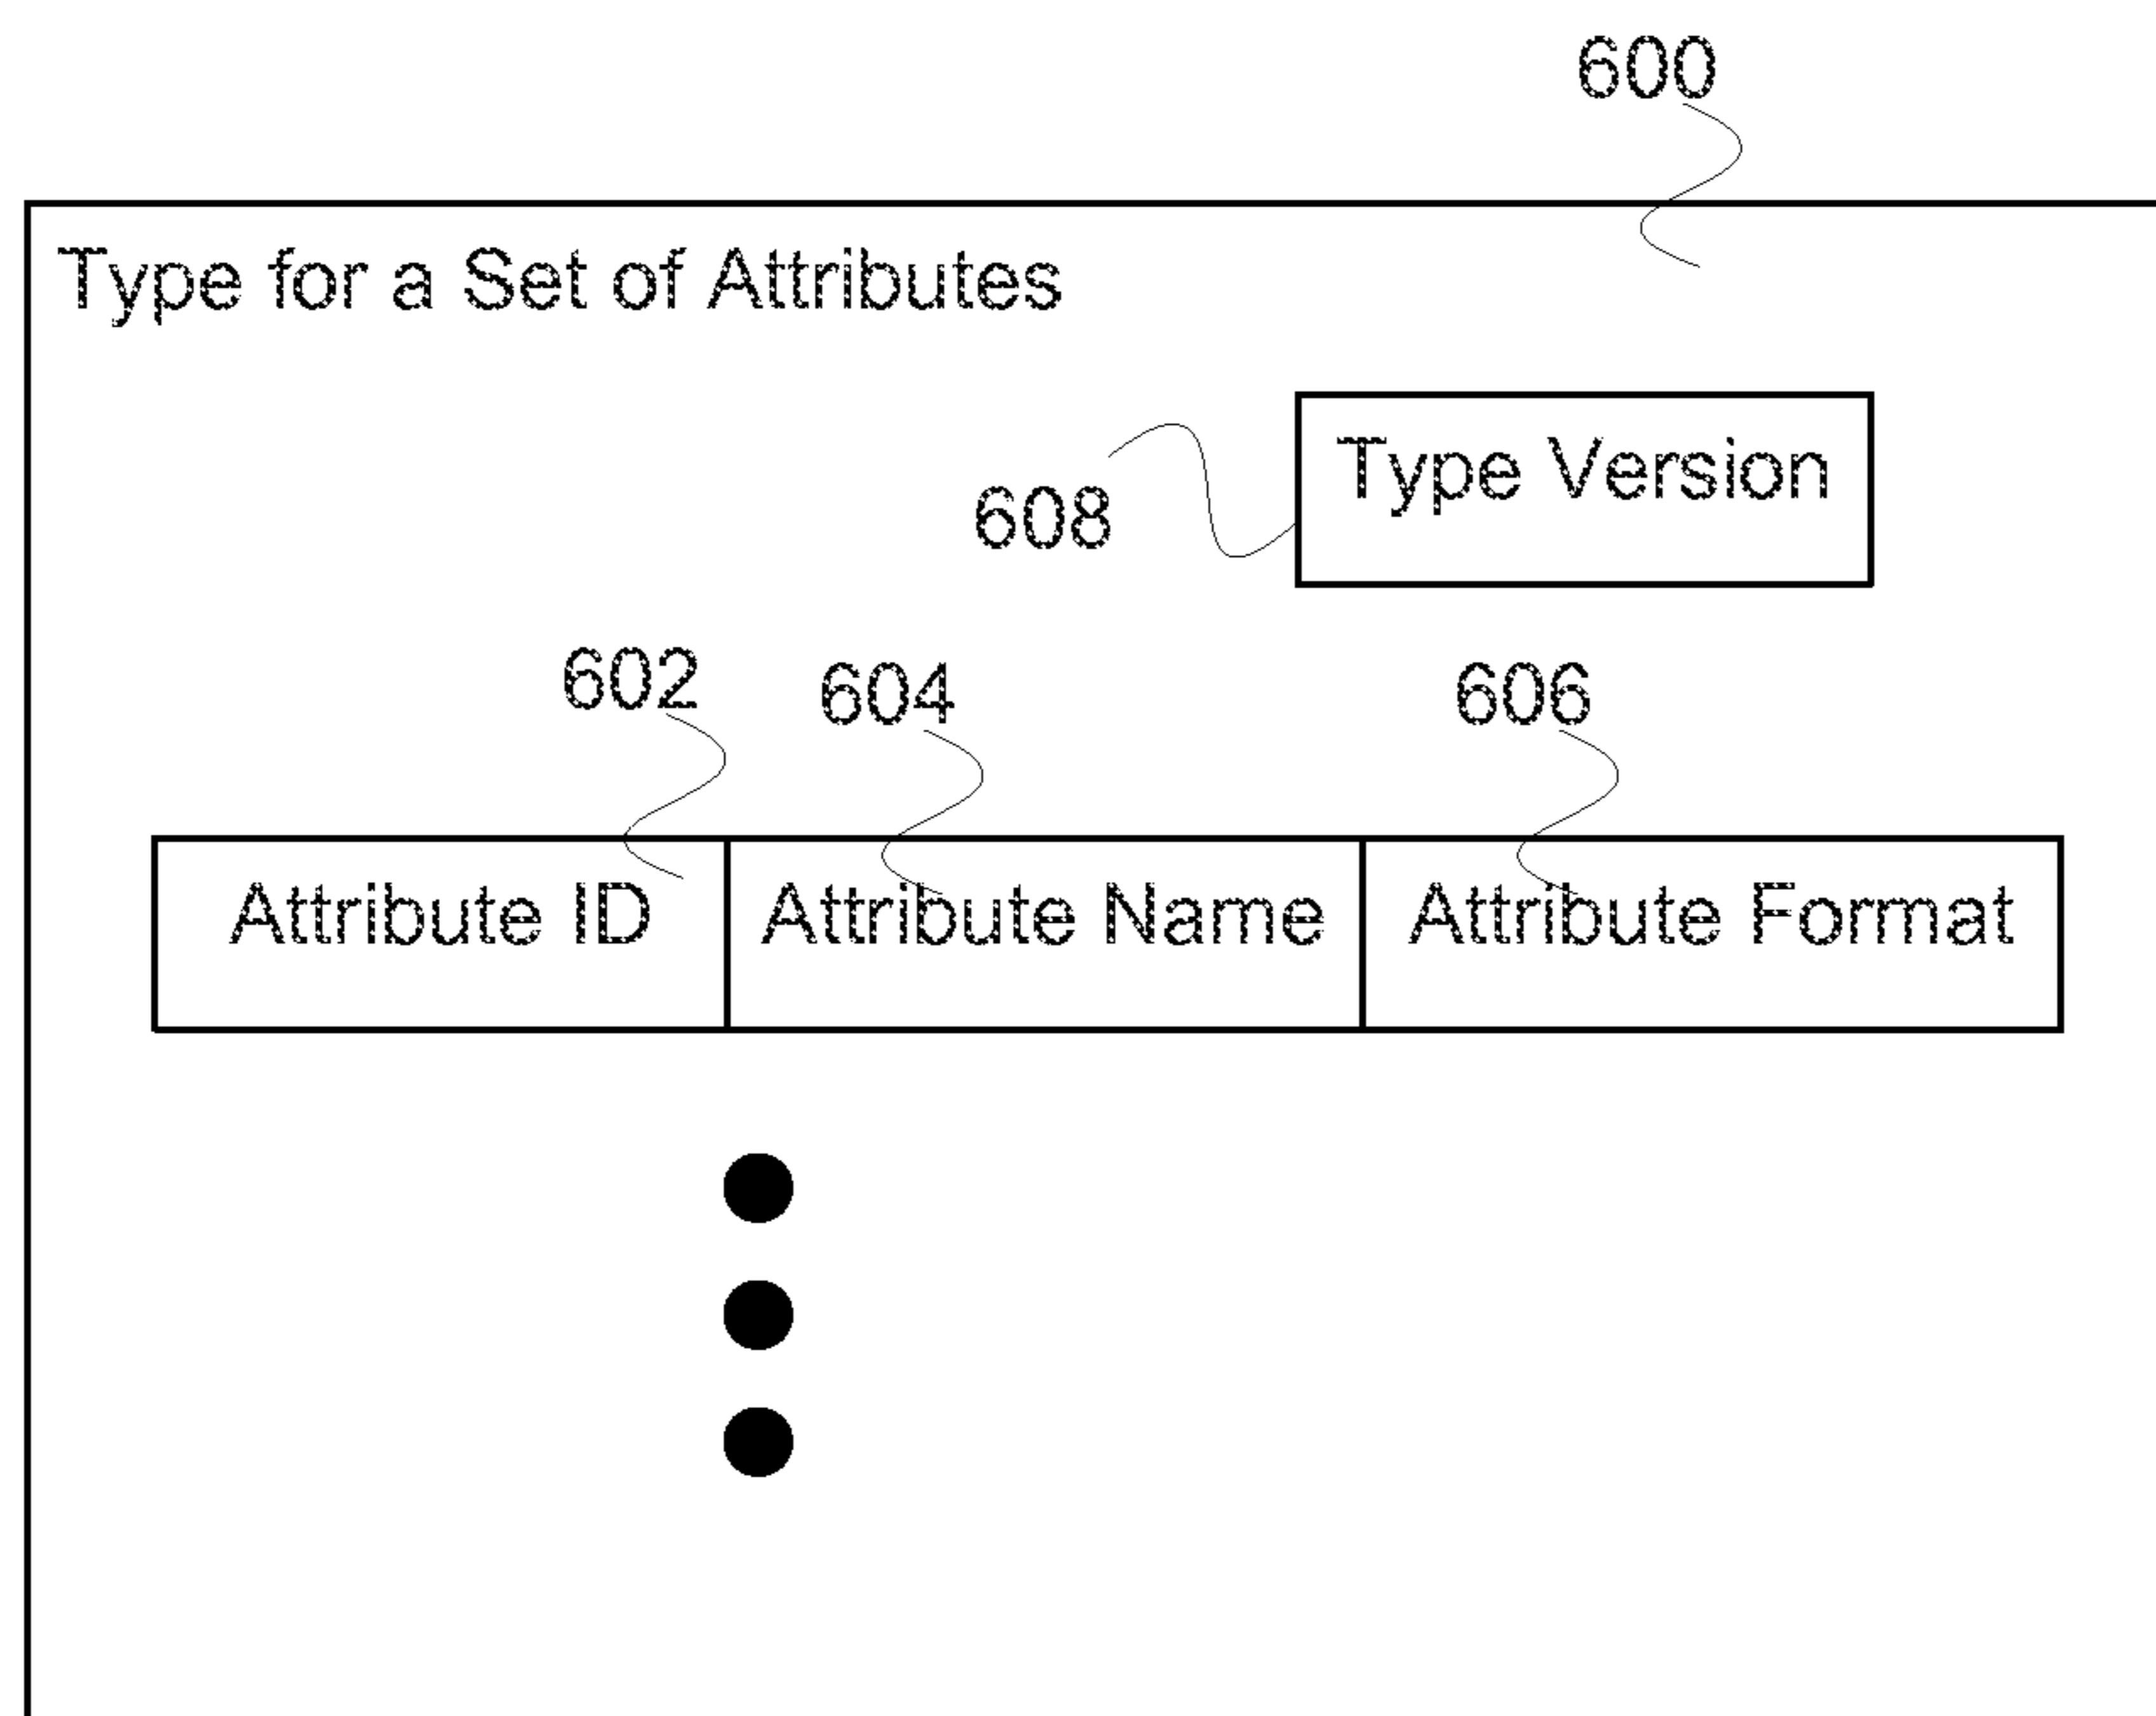 600
Type for a Set of Attributes
Type Version
608
602
604
606
Attribute ID
Attribute Name
Attribute Format